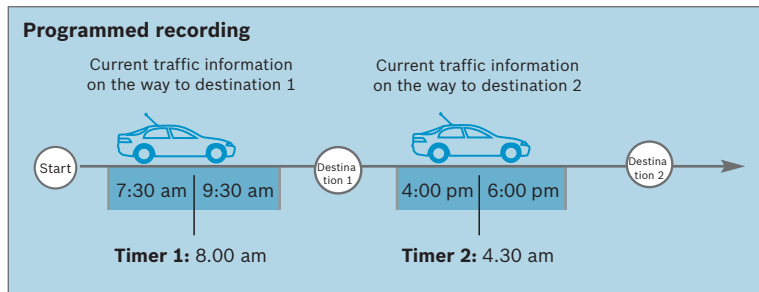 Programmed recording
Current traffic information
on the way to destination 1
Current traffic information
on the way to destination 2
Start
Destina
tion 1
Destina
tion 2
7:30 am
9:30 am
4:00 pm
6:00 pm
Timer 1: 8.00 am
Timer 2: 4.30 am